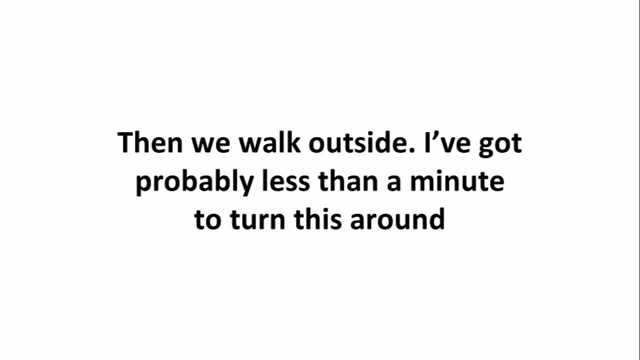 Then we walk outside. I’ve got
probably less than a minute
to turn this around